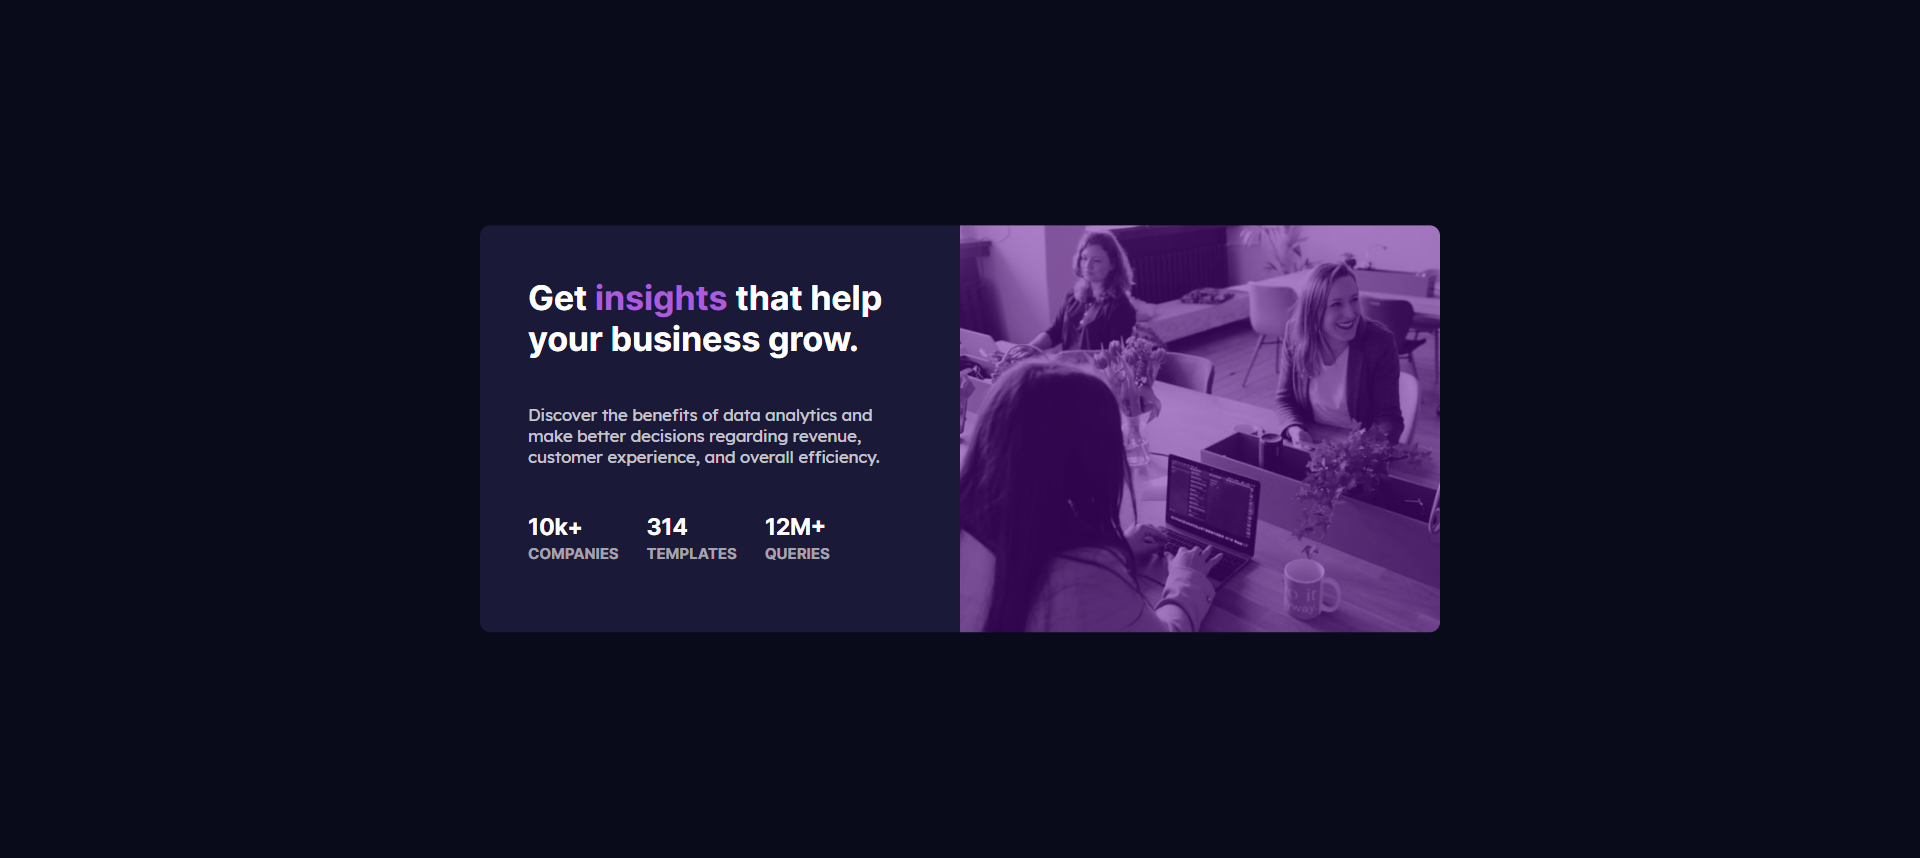 Get insights that help
your business grow.
Discover the benefits of data analytics and
make better decisions regarding revenue,
customer experience, and overall efficiency.
10k+ 314 12M+
COMPANIES TEMPLATES QUERIES